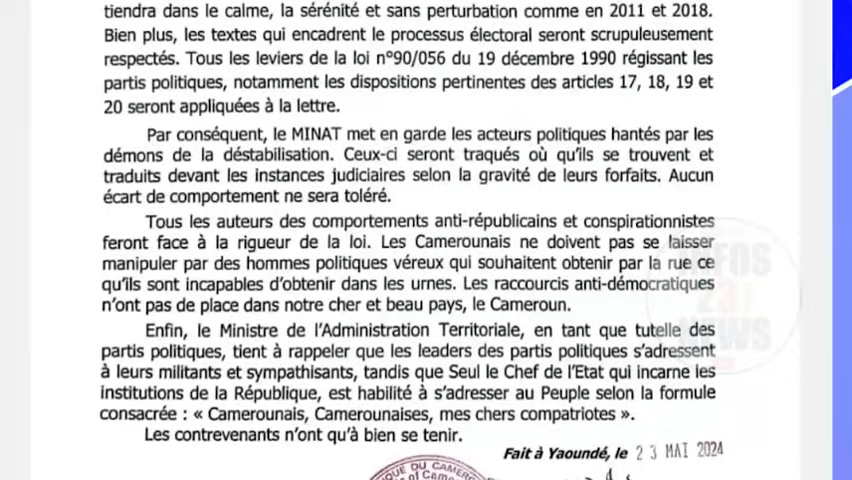 tiendra dans le calme, la sérénité et sans perturbation comme en 2011 et 2018.
Bien plus, les textes qui encadrent le processus électoral seront scrupuleusement
respectés. Tous les leviers de la loi n°90/056 du 19 décembre 1990 régissant les
partis politiques, notamment les dispositions pertinentes des articles 17, 18, 19 et
20 seront appliquées à la lettre.
Par conséquent, le MINAT met en garde les acteurs politiques hantés par les
démons de la déstabilisation. Ceux-ci seront traqués où qu'ils se trouvent et
traduits devant les instances judiciaires selon la gravité de leurs forfaits. Aucun
écart de comportement ne sera toléré.
Tous les auteurs des comportements anti-républicains et conspirationnistes
feront face à la rigueur de la loi. Les Camerounais ne doivent pas se laisser
manipuler par des hommes politiques véreux qui souhaitent obtenir par la rue ce
qu'ils sont incapables d'obtenir dans les urnes. Les raccourcis anti-démocratiques
n'ont pas de place dans notre cher et beau pays, le Cameroun.
Enfin, le Ministre de l'Administration Territoriale, en tant que tutelle des
partis politiques, tient à rappeler que les leaders des partis politiques s'adressent
à leurs militants et sympathisants, tandis que Seul le Chef de l'Etat qui incarne les
institutions de la République, est habilité à s'adresser au Peuple selon la formule
consacrée : « Camerounais, Camerounaises, mes chers compatriotes ».
Les contrevenants n'ont qu'à bien se tenir.
Fait à Yaoundé, le 23 MAI 2024
INFOS
237
NEWS